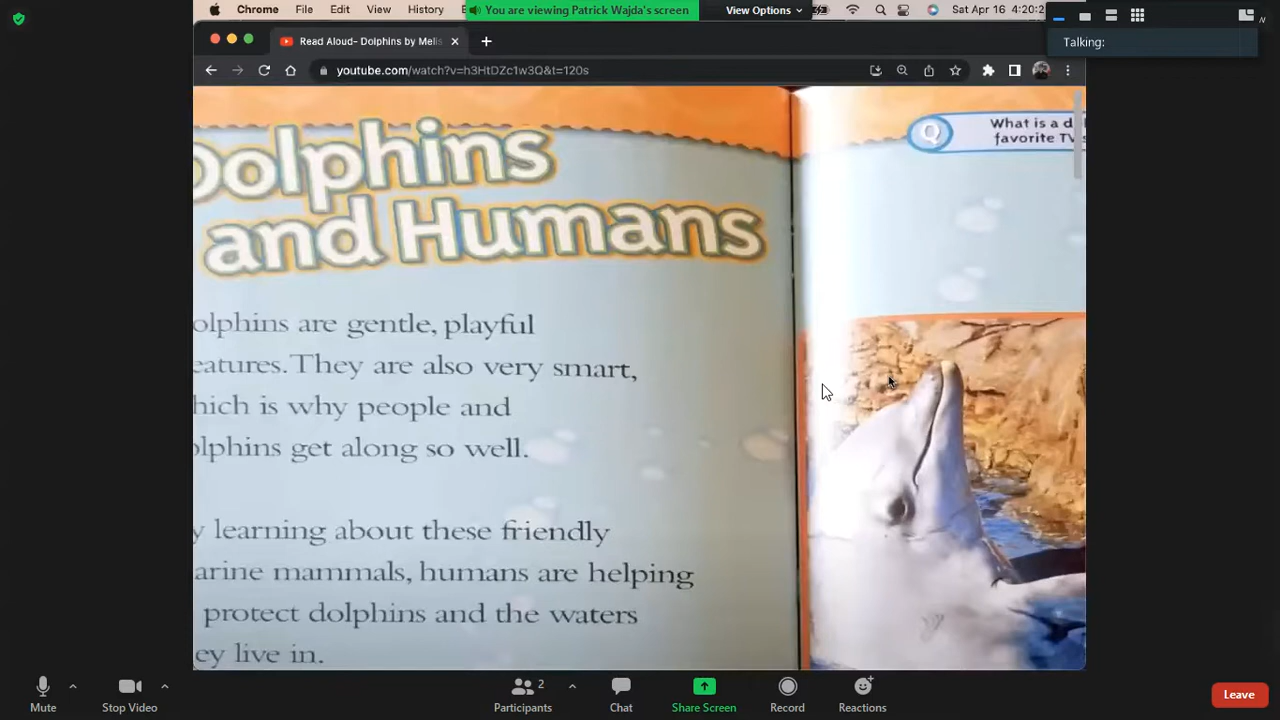 Chrome File Edit View History
You are viewing Patrick Wajda's screen
View Options
Sat Apr 16 4:20:2
Talking:
Read Aloud- Dolphins by Melis
youtube.com/watch?v=h3HtDZc1w3Q&t=120s
Dolphins
and Humans
olphins are gentle, playful
eatures. They are also very smart,
hich is why people and
olphins get along so well.
y learning about these friendly
arine mammals, humans are helping
protect dolphins and the waters
ey live in.
Q
What is a d
favorite TV s
Mute
Stop Video
2
Participants
Chat
Share Screen
Record
Reactions
Leave